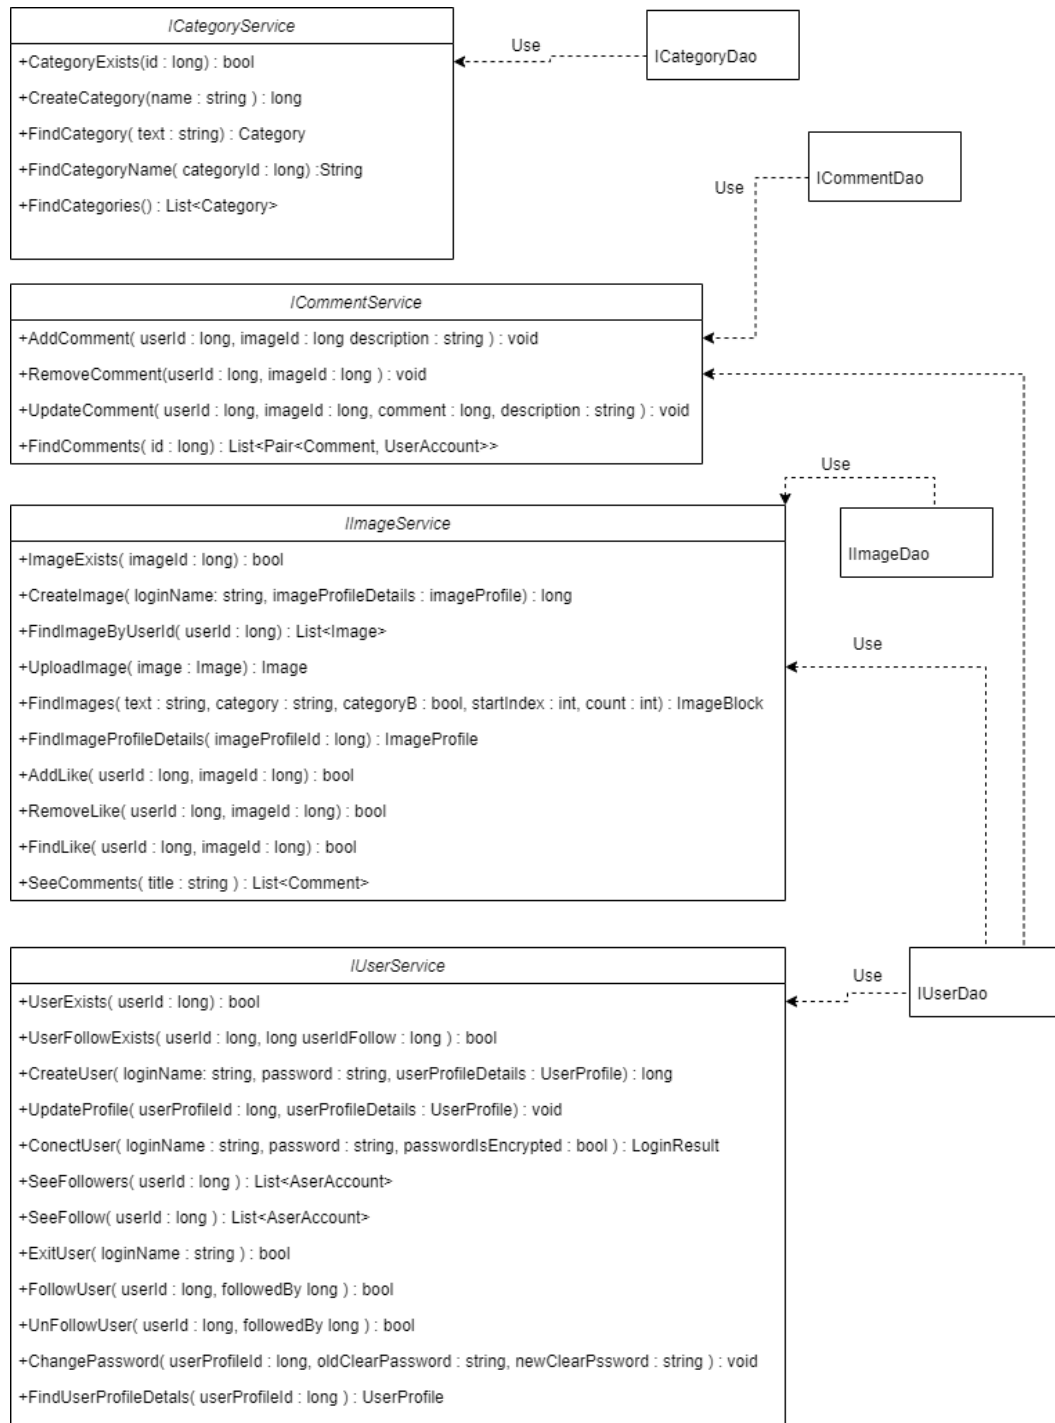 ICategoryService
+CategoryExists(id : long) : bool
+CreateCategory(name : string ) : long
+FindCategory( text : string) : Category
+FindCategoryName( categoryId : long) :String
+FindCategories() : List<Category>
Use
ICategoryDao
Use
ICommentDao
ICommentService
+AddComment( userId : long, imageId : long description : string ) : void
+RemoveComment(userId : long, imageId : long ) : void
+UpdateComment( userId : long, imageId : long, comment : long, description : string ) : void
+FindComments( id : long) : List<Pair<Comment, UserAccount>>
Use
IImageDao
IImageService
+ImageExists( imageId : long) : bool
+CreateImage( loginName: string, imageProfileDetails : imageProfile) : long
+FindImageByUserId( userId : long) : List<Image>
+UploadImage( image : Image) : Image
+FindImages( text : string, category : string, categoryB : bool, startIndex : int, count : int) : ImageBlock
+FindImageProfileDetails( imageProfileId : long) : ImageProfile
+AddLike( userId : long, imageId : long) : bool
+RemoveLike( userId : long, imageId : long) : bool
+FindLike( userId : long, imageId : long) : bool
+SeeComments( title : string ) : List<Comment>
Use
IUserService
+UserExists( userId : long) : bool
+UserFollowExists( userId : long, long userIdFollow : long ) : bool
+CreateUser( loginName: string, password : string, userProfileDetails : UserProfile) : long
+UpdateProfile( userProfileId : long, userProfileDetails : UserProfile) : void
+ConectUser( loginName : string, password : string, passwordIsEncrypted : bool ) : LoginResult
+SeeFollowers( userId : long ) : List<AserAccount>
+SeeFollow( userId : long ) : List<AserAccount>
+ExitUser( loginName : string ) : bool
+FollowUser( userId : long, followedBy long ) : bool
+UnFollowUser( userId : long, followedBy long ) : bool
+ChangePassword( userProfileId : long, oldClearPassword : string, newClearPssword : string ) : void
+FindUserProfileDetals( userProfileId : long ) : UserProfile
Use
IUserDao